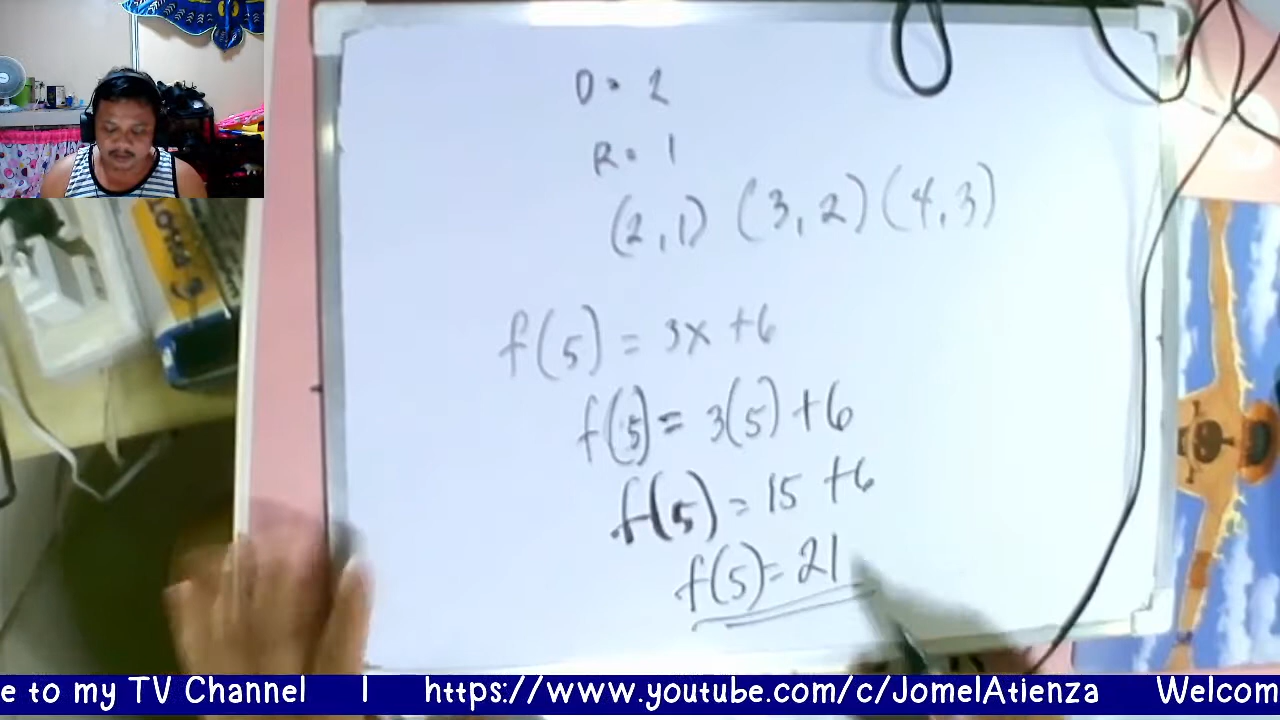 D = 2
R = 1
(2,1) (3,2) (4,3)
f(5) = 3x +6
f(5) = 3(5) +6
f(5) = 15 +6
f(5) = 21
e to my TV Channel | https://www.youtube.com/c/JomelAtienza Welcom